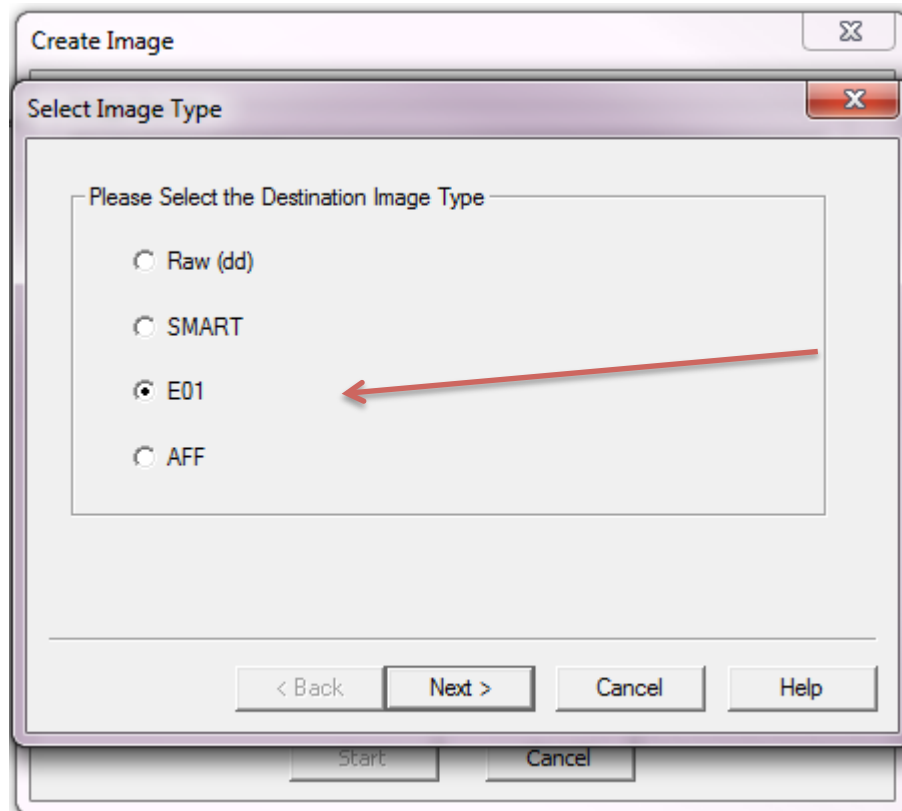 Create Image
Select Image Type
Please Select the Destination Image Type
Raw (dd)
SMART
E01
AFF
< Back Next > Cancel Help
Start Cancel